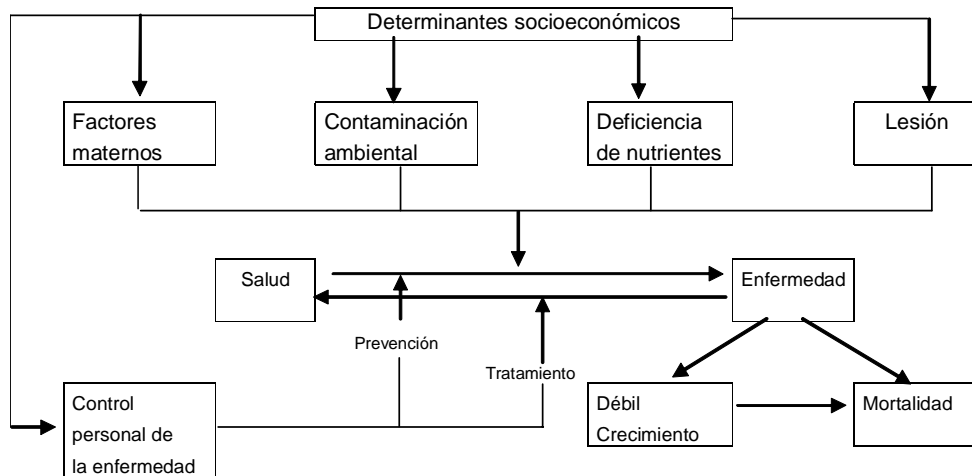 Determinantes socioeconómicos
Factores
maternos
Contaminación
ambiental
Deficiencia
de nutrientes
Lesión
Salud
Enfermedad
Prevención
Tratamiento
Control
personal de
la enfermedad
Débil
Crecimiento
Mortalidad